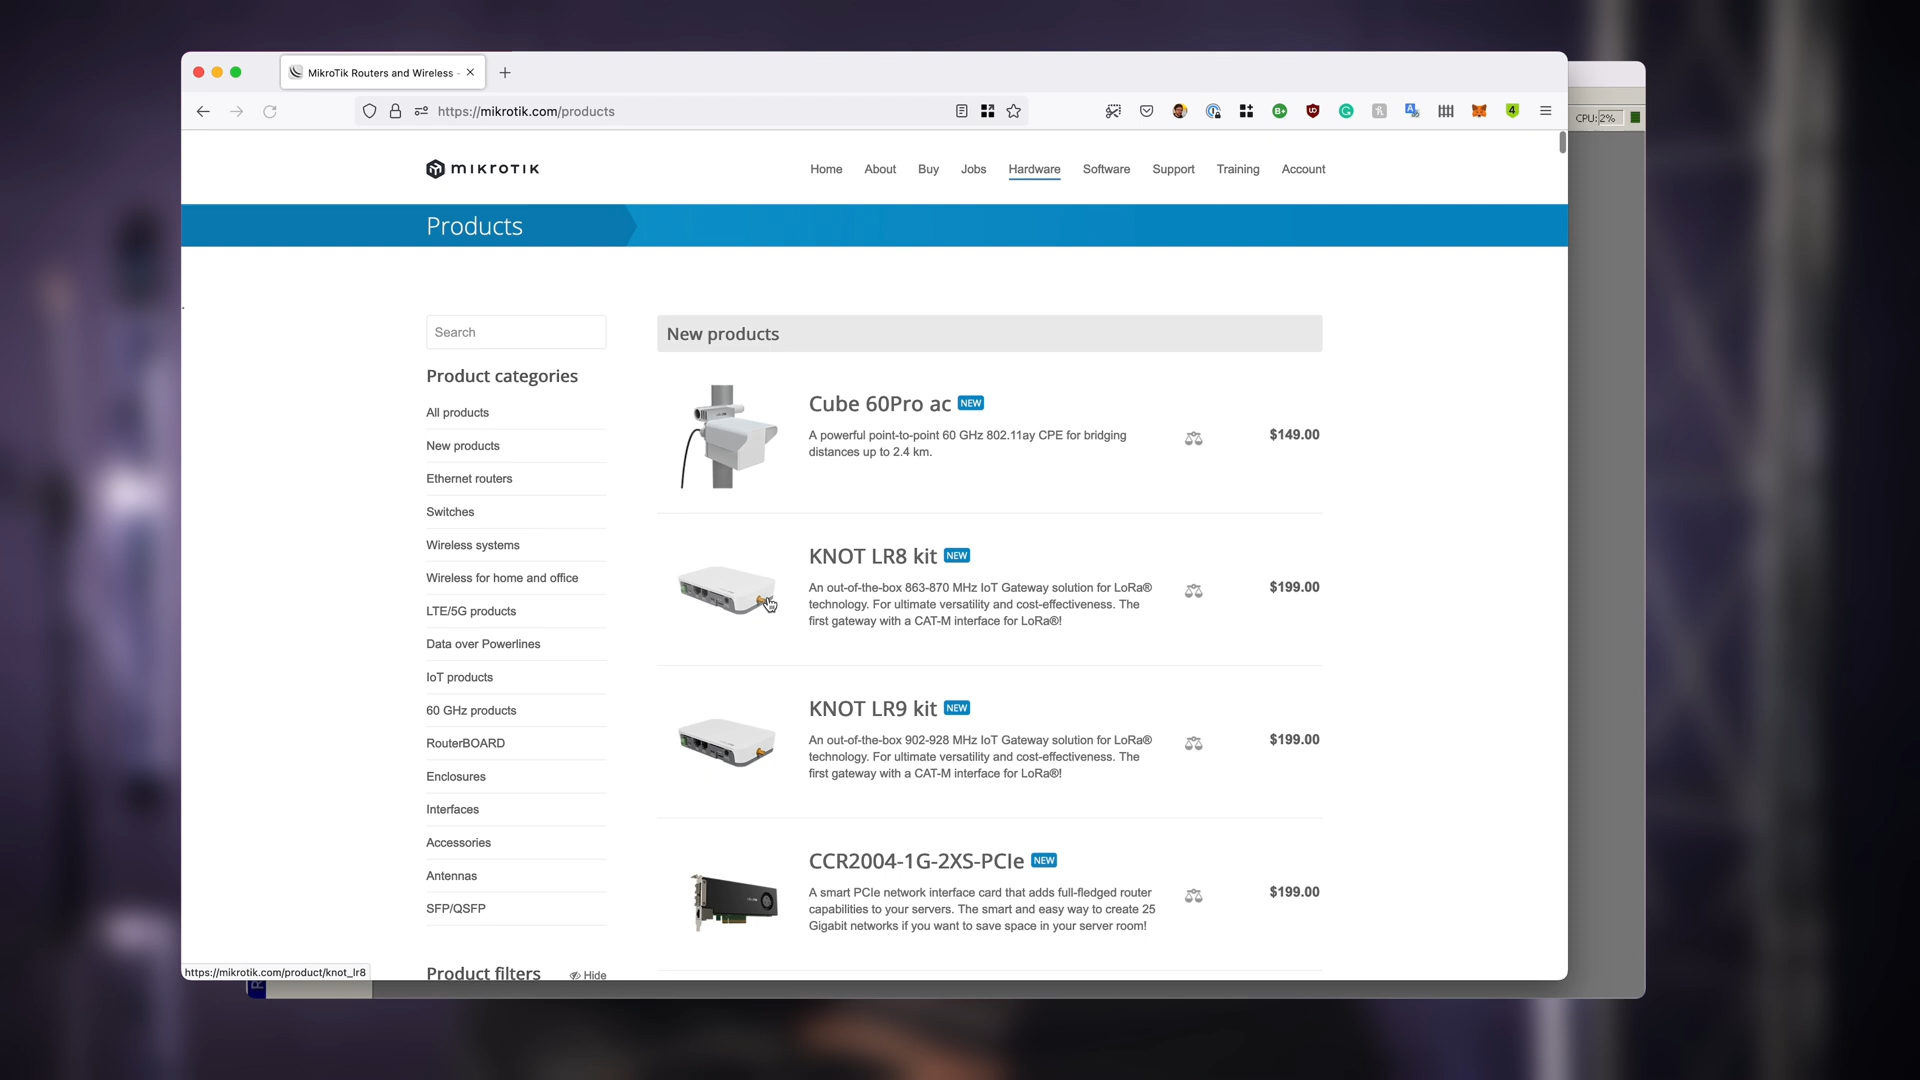 MikroTik Routers and Wireless -
https://mikrotik.com/products
CPU: 2%
4
mikrotik
Home
About
Buy
Jobs
Hardware
Software
Support
Training
Account
Products
Search
Product categories
All products
New products
Ethernet routers
Switches
Wireless systems
Wireless for home and office
LTE/5G products
Data over Powerlines
IoT products
60 GHz products
RouterBOARD
Enclosures
Interfaces
Accessories
Antennas
SFP/QSFP
Product filters
Hide
New products
Cube 60Pro ac NEW
A powerful point-to-point 60 GHz 802.11ay CPE for bridging
distances up to 2.4 km.
$149.00
KNOT LR8 kit NEW
An out-of-the-box 863-870 MHz IoT Gateway solution for LoRa®
technology. For ultimate versatility and cost-effectiveness. The
first gateway with a CAT-M interface for LoRa®!
$199.00
KNOT LR9 kit NEW
An out-of-the-box 902-928 MHz IoT Gateway solution for LoRa®
technology. For ultimate versatility and cost-effectiveness. The
first gateway with a CAT-M interface for LoRa®!
$199.00
CCR2004-1G-2XS-PCIe NEW
A smart PCIe network interface card that adds full-fledged router
capabilities to your servers. The smart and easy way to create 25
Gigabit networks if you want to save space in your server room!
$199.00
https://mikrotik.com/product/knot_lr8